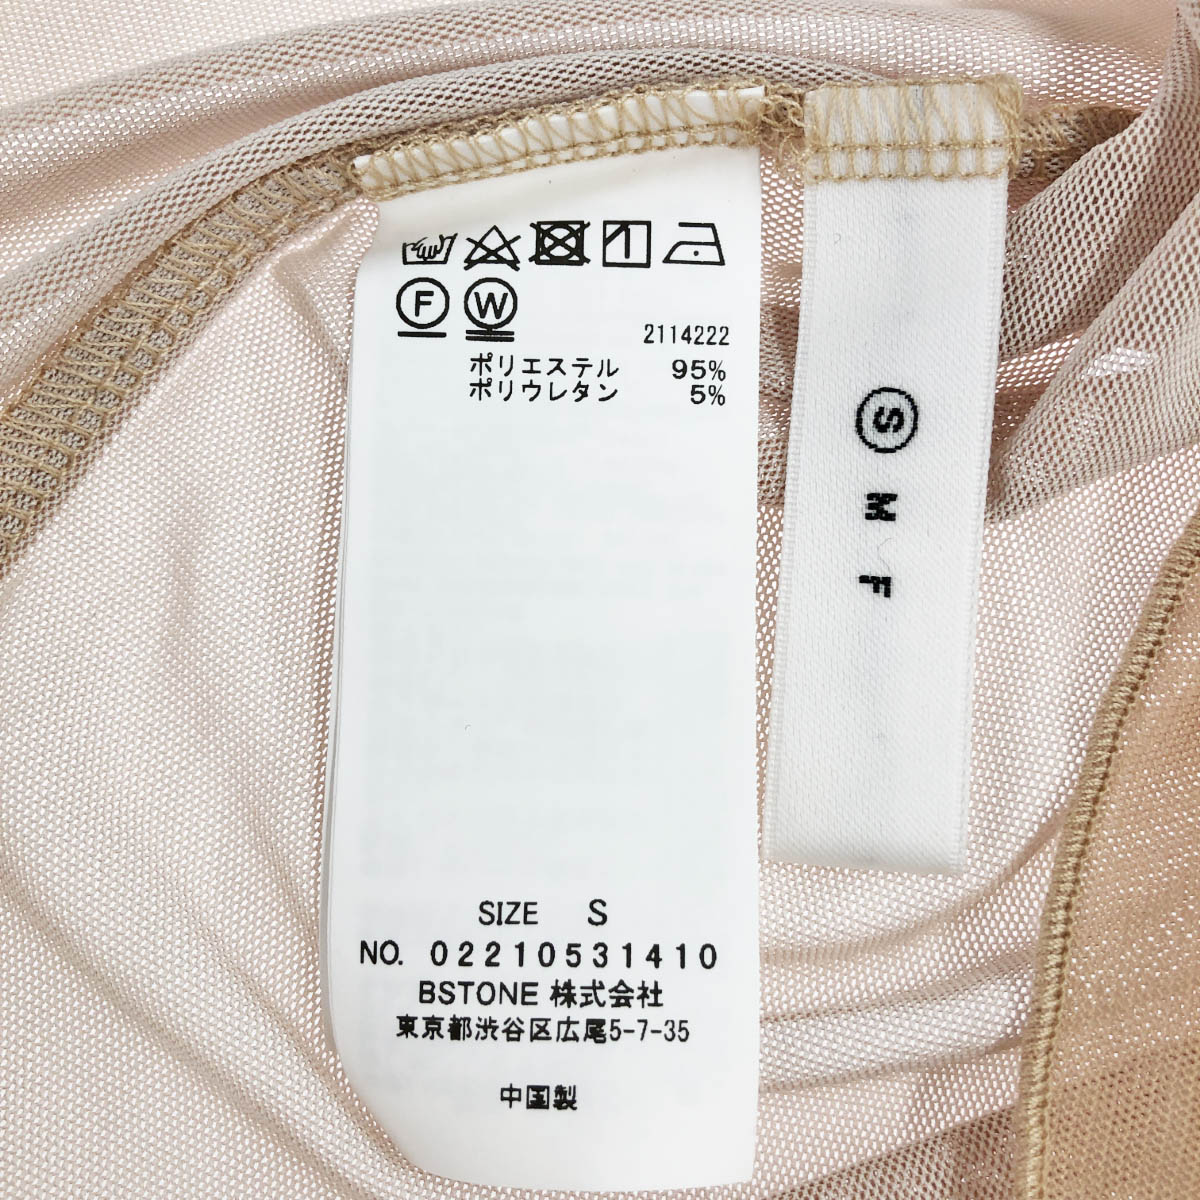 F W
2114222
ポリエステル 95%
ポリウレタン 5%
SIZE S
NO. 02210531410
BSTONE 株式会社
東京都渋谷区広尾5-7-35
中国製
S M F